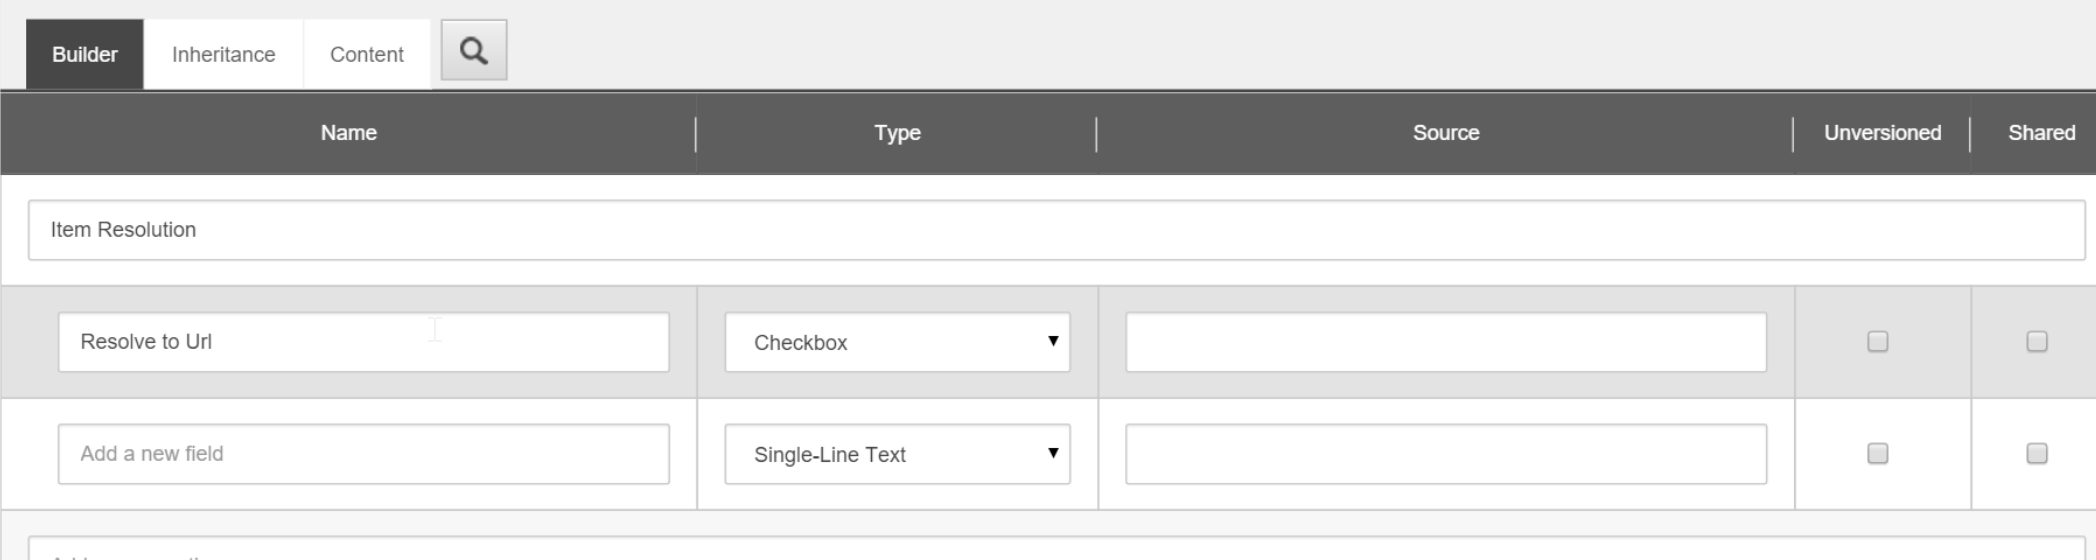 Builder Inheritance Content
Name Type Source Unversioned Shared
Item Resolution
Resolve to Url Checkbox
Add a new field Single-Line Text